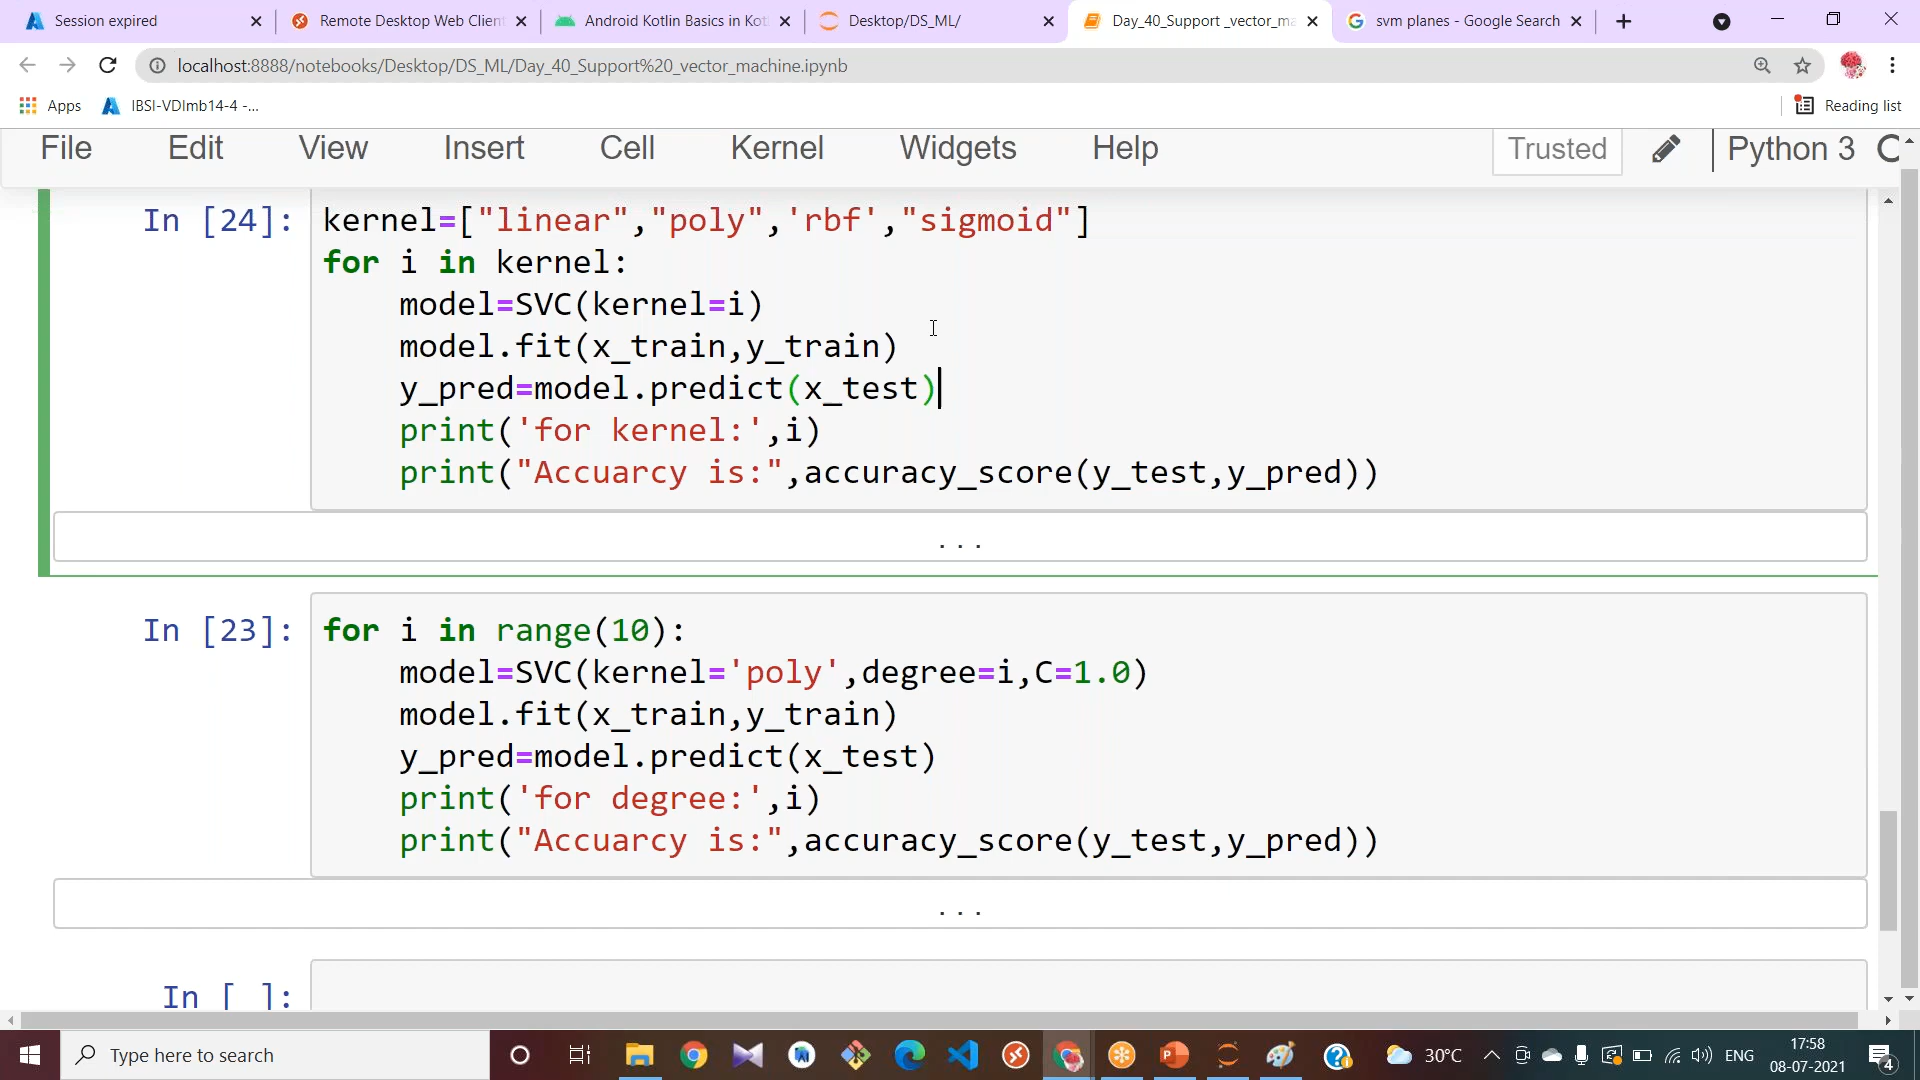 Session expired
Remote Desktop Web Clien
Android Kotlin Basics in Kot
Desktop/DS_ML/
Day_40_Support _vector_ma
svm planes - Google Search
localhost:8888/notebooks/Desktop/DS_ML/Day_40_Support%20_vector_machine.ipynb
Apps
IBSI-VDImb14-4 -...
Reading list
File Edit View Insert Cell Kernel Widgets Help
Trusted
Python 3
In [24]:
kernel=["linear","poly",'rbf',"sigmoid"]
for i in kernel:
    model=SVC(kernel=i)
    model.fit(x_train,y_train)
    y_pred=model.predict(x_test)
    print('for kernel:',i)
    print("Accuarcy is:",accuracy_score(y_test,y_pred))
...
In [23]:
for i in range(10):
    model=SVC(kernel='poly',degree=i,C=1.0)
    model.fit(x_train,y_train)
    y_pred=model.predict(x_test)
    print('for degree:',i)
    print("Accuarcy is:",accuracy_score(y_test,y_pred))
...
In [ ]:
Type here to search
30°C
ENG
17:58
08-07-2021
4